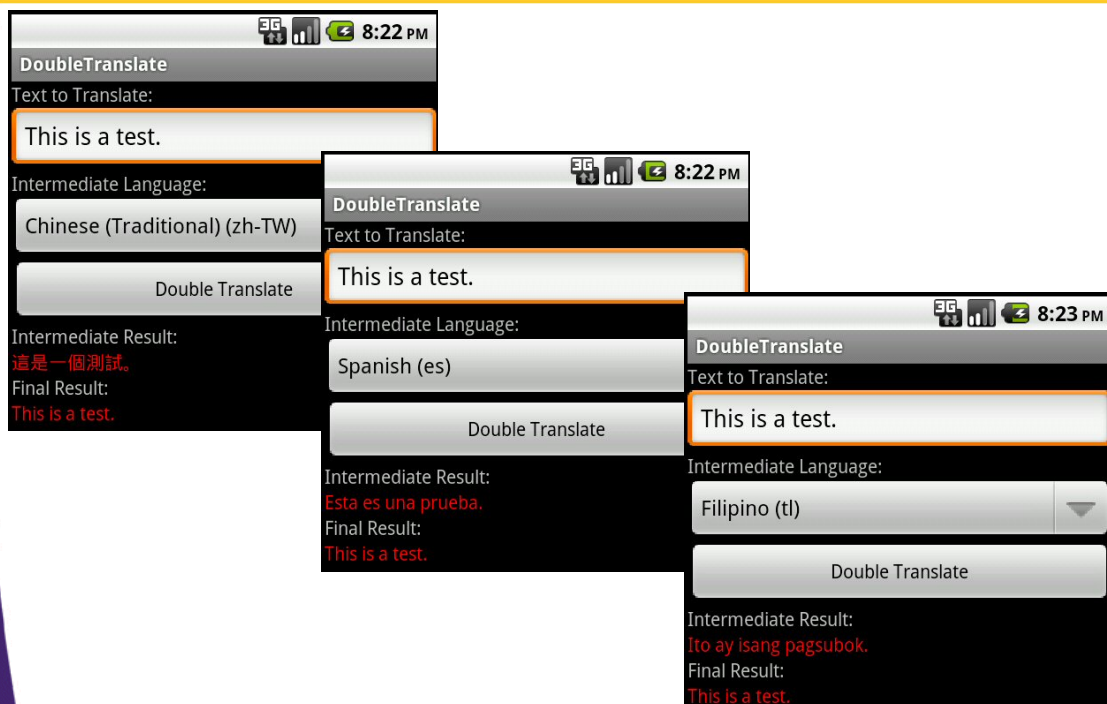 3G 8:22 PM
DoubleTranslate
Text to Translate:
This is a test.
Intermediate Language:
Chinese (Traditional) (zh-TW)
Double Translate
Intermediate Result:
這是一個測試。
Final Result:
This is a test.
3G 8:22 PM
DoubleTranslate
Text to Translate:
This is a test.
Intermediate Language:
Spanish (es)
Double Translate
Intermediate Result:
Esta es una prueba.
Final Result:
This is a test.
3G 8:23 PM
DoubleTranslate
Text to Translate:
This is a test.
Intermediate Language:
Filipino (tl)
Double Translate
Intermediate Result:
Ito ay isang pagsubok.
Final Result:
This is a test.